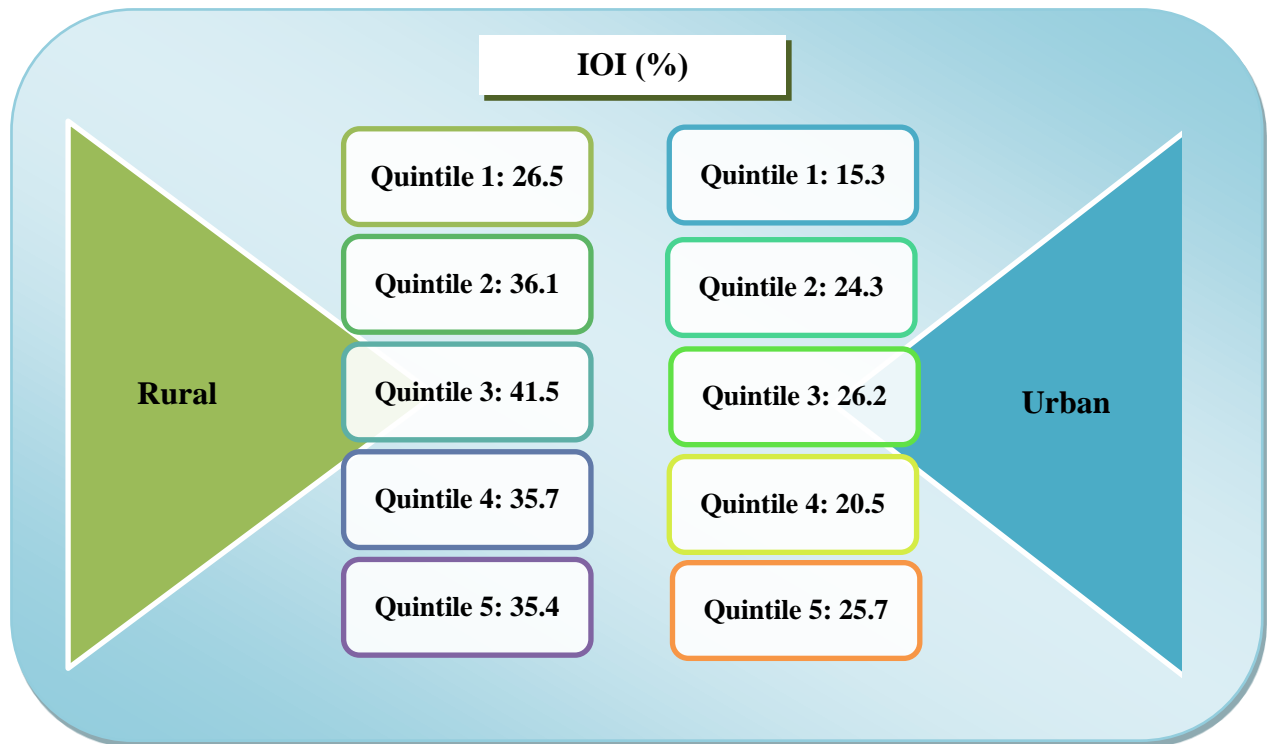 IOI (%)
Rural
Quintile 1: 26.5
Quintile 2: 36.1
Quintile 3: 41.5
Quintile 4: 35.7
Quintile 5: 35.4
Quintile 1: 15.3
Quintile 2: 24.3
Quintile 3: 26.2
Quintile 4: 20.5
Quintile 5: 25.7
Urban